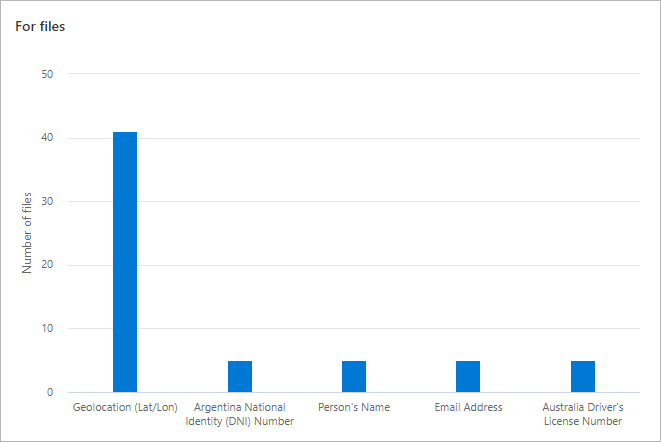 For files
50
40
30
20
10
0
Number of files
Geolocation (Lat/Lon)
Argentina National
Identity (DNI) Number
Person's Name
Email Address
Australia Driver's
License Number